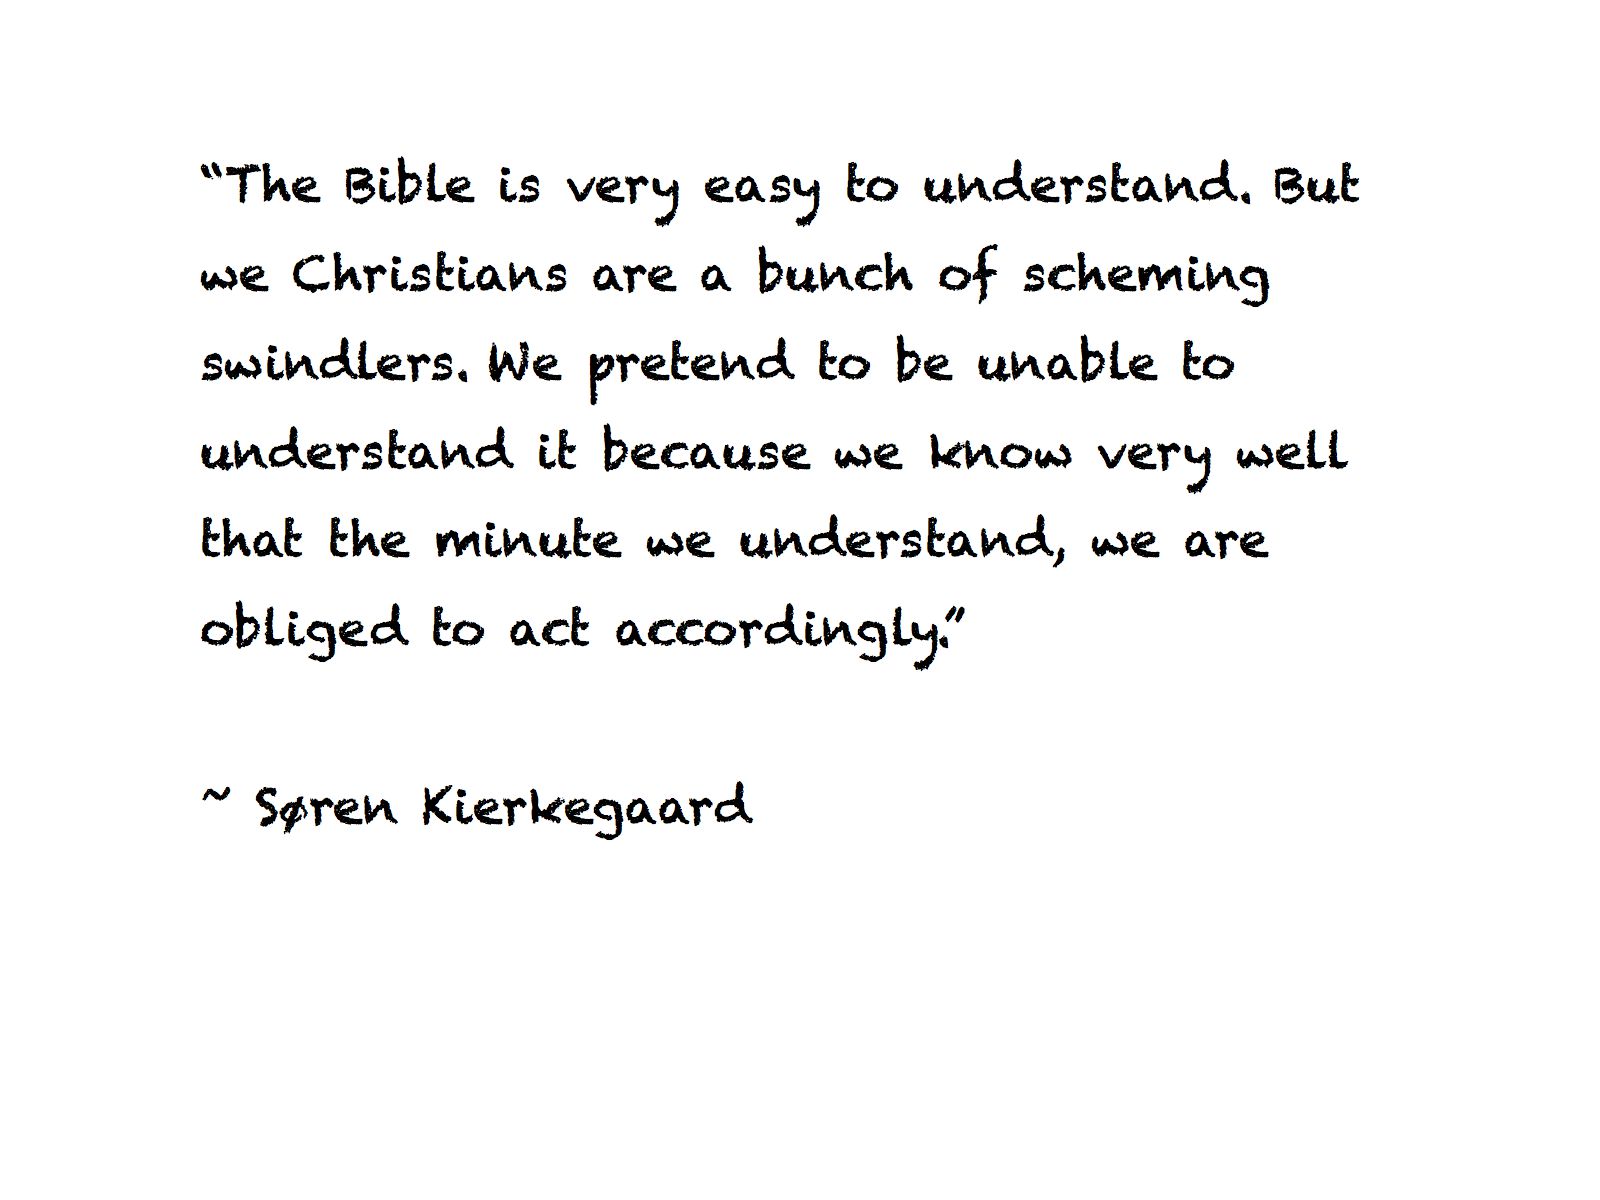 “The Bible is very easy to understand. But
we Christians are a bunch of scheming
swindlers. We pretend to be unable to
understand it because we know very well
that the minute we understand, we are
obliged to act accordingly.”
~ Søren Kierkegaard